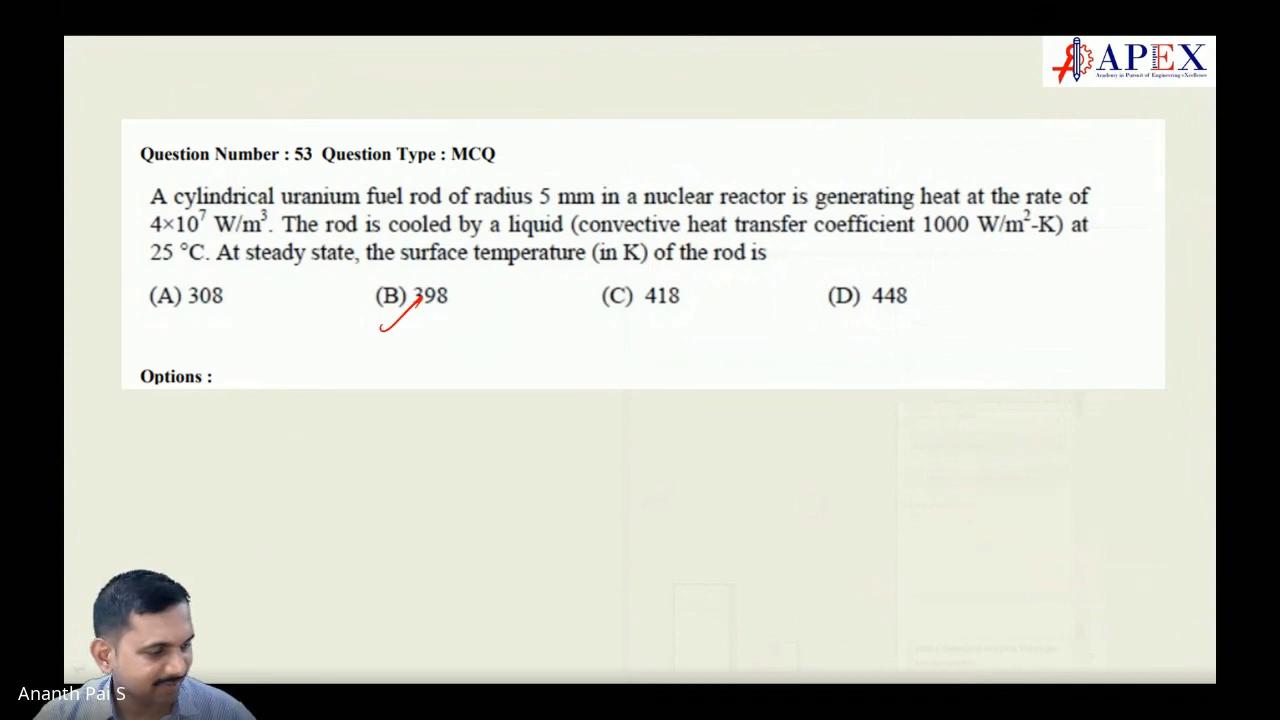 APEX
Academy in Pursuit of Engineering eXcellence
Question Number : 53 Question Type : MCQ
A cylindrical uranium fuel rod of radius 5 mm in a nuclear reactor is generating heat at the rate of
4×10⁷ W/m³. The rod is cooled by a liquid (convective heat transfer coefficient 1000 W/m²-K) at
25 °C. At steady state, the surface temperature (in K) of the rod is
(A) 308 (B) 398 (C) 418 (D) 448
Options :
Ananth Pai S